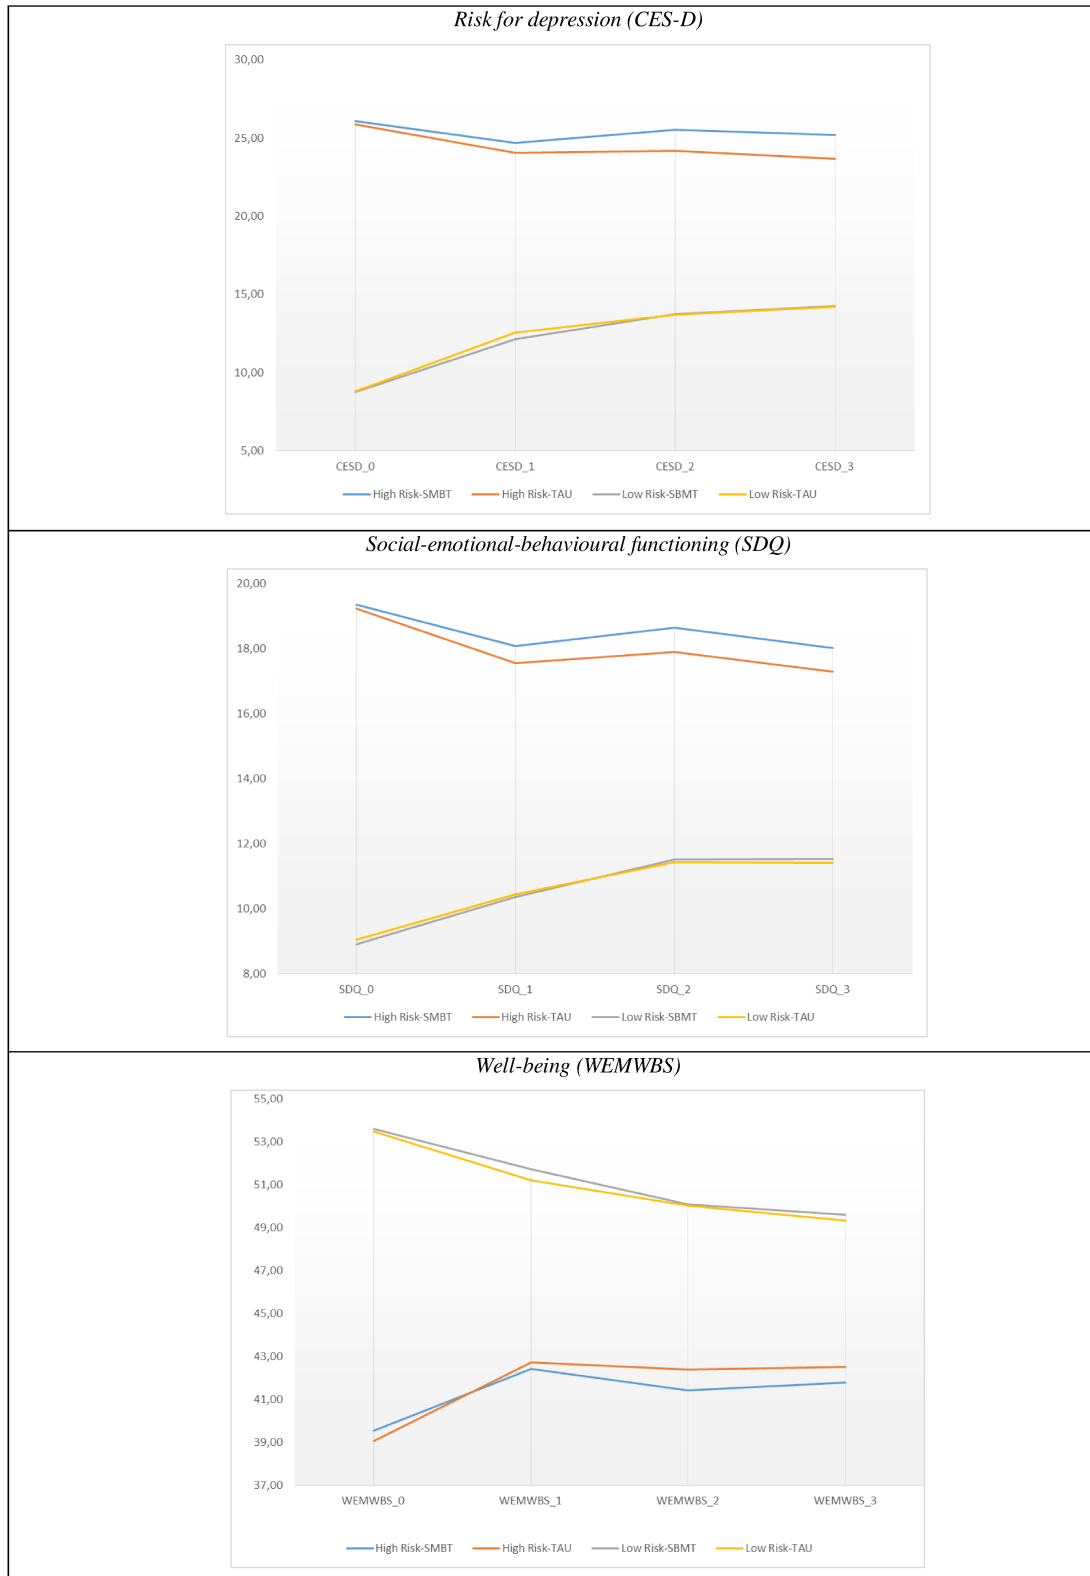 Risk for depression (CES-D)
30,00
25,00
20,00
15,00
10,00
5,00
CESD_0 CESD_1 CESD_2 CESD_3
High Risk-SMBT High Risk-TAU Low Risk-SBMT Low Risk-TAU
Social-emotional-behavioural functioning (SDQ)
20,00
18,00
16,00
14,00
12,00
10,00
8,00
SDQ_0 SDQ_1 SDQ_2 SDQ_3
High Risk-SMBT High Risk-TAU Low Risk-SBMT Low Risk-TAU
Well-being (WEMWBS)
55,00
53,00
51,00
49,00
47,00
45,00
43,00
41,00
39,00
37,00
WEMWBS_0 WEMWBS_1 WEMWBS_2 WEMWBS_3
High Risk-SMBT High Risk-TAU Low Risk-SBMT Low Risk-TAU